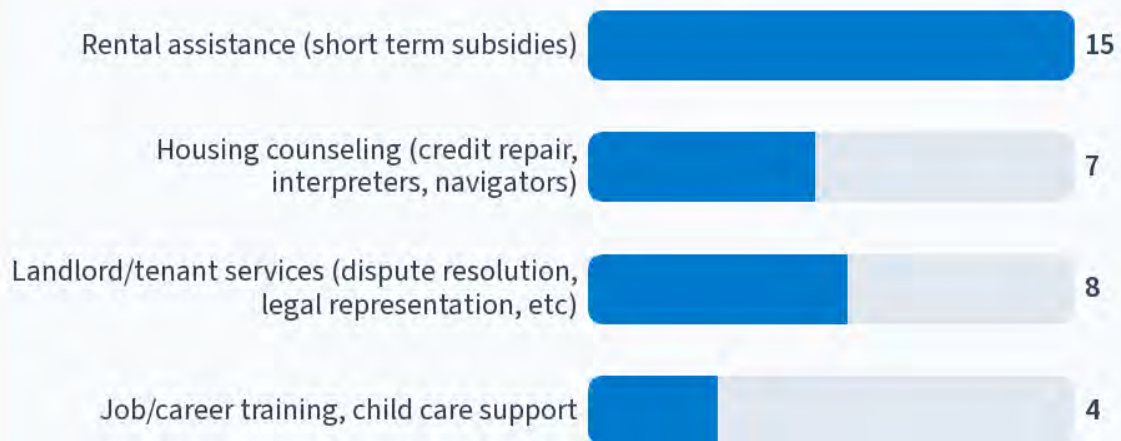 Rental assistance (short term subsidies) 15
Housing counseling (credit repair,
interpreters, navigators) 7
Landlord/tenant services (dispute resolution,
legal representation, etc) 8
Job/career training, child care support 4